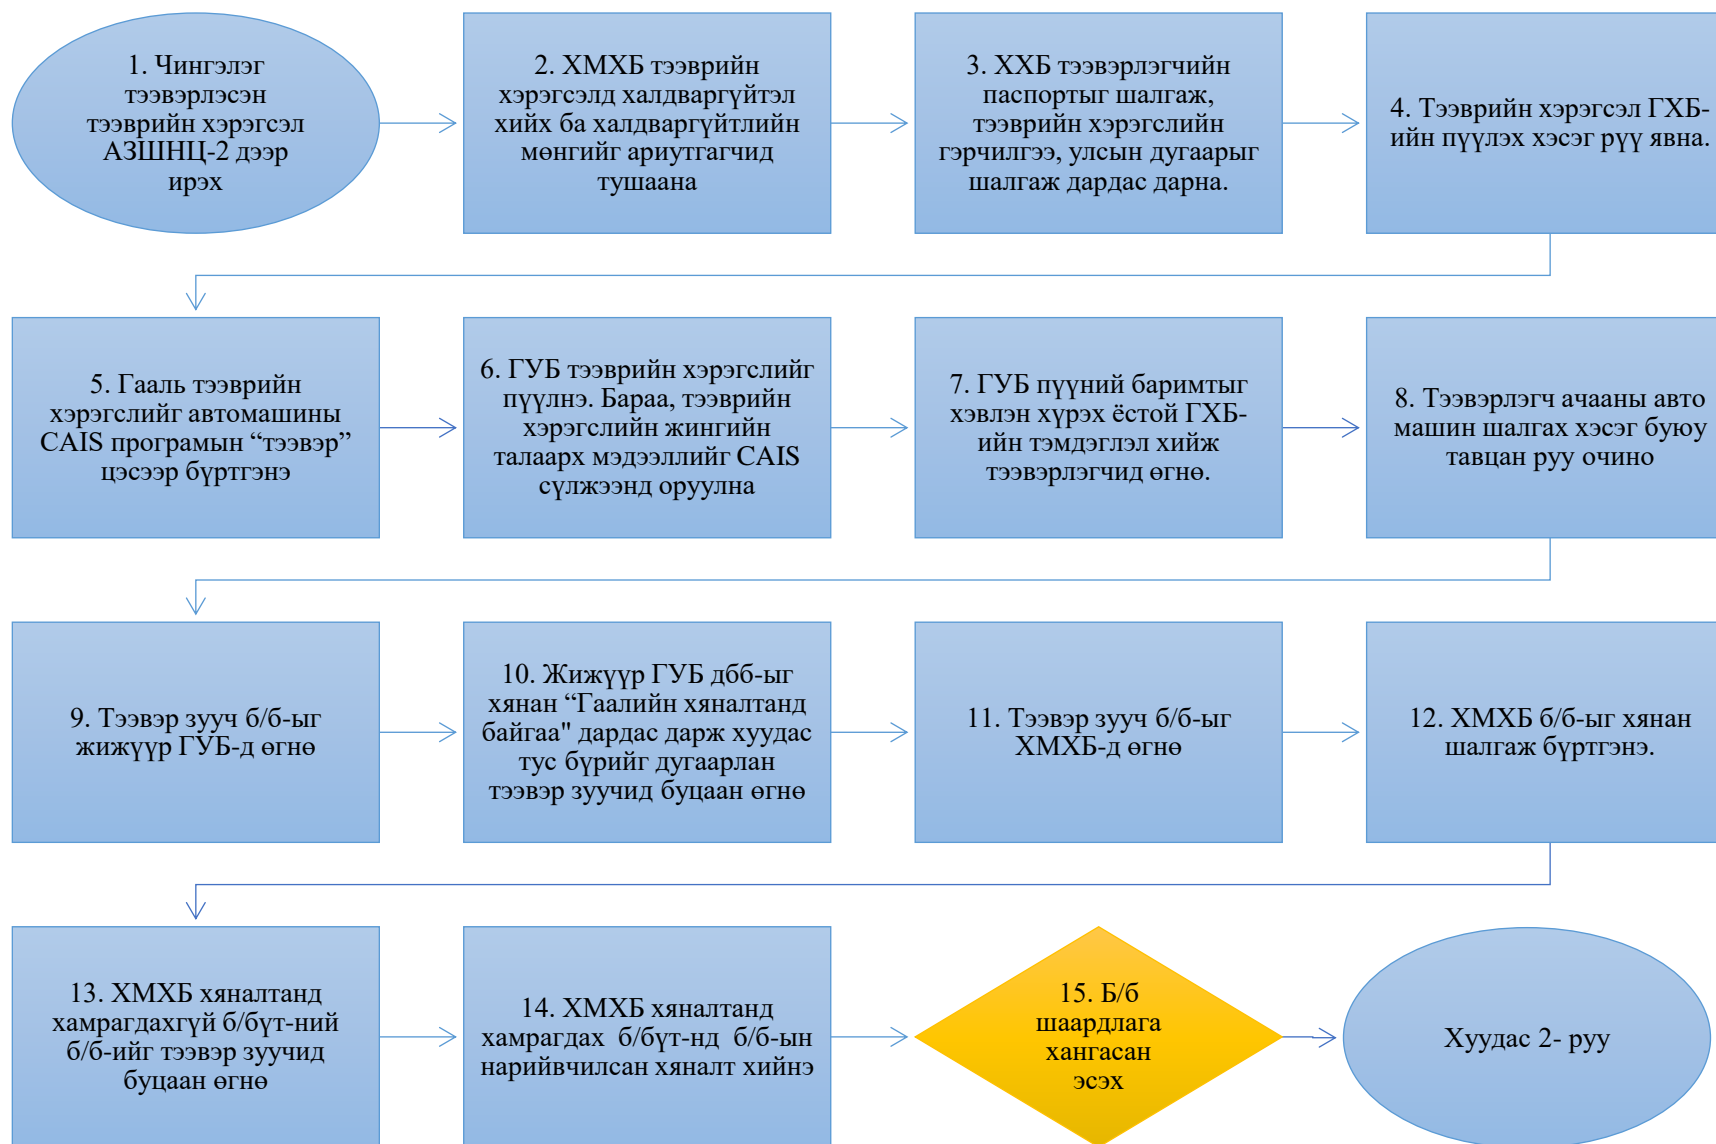 1. Чингэлэг
тээвэрлэсэн
тээврийн хэрэгсэл
АЗШНЦ-2 дээр
ирэх
2. ХМХБ тээврийн
хэрэгсэлд халдваргүйтэл
хийх ба халдваргүйтлийн
мөнгийг ариутгагчид
тушаана
3. ХХБ тээвэрлэгчийн
паспортыг шалгаж,
тээврийн хэрэгслийн
гэрчилгээ, улсын дугаарыг
шалгаж дардас дарна.
4. Тээврийн хэрэгсэл ГХБ-
ийн пүүлэх хэсэг рүү явна.
5. Гааль тээврийн
хэрэгслийг автомашины
CAIS програмын “тээвэр”
цэсээр бүртгэнэ
6. ГУБ тээврийн хэрэгслийг
пүүлнэ. Бараа, тээврийн
хэрэгслийн жингийн
талаарх мэдээллийг CAIS
сүлжээнд оруулна
7. ГУБ пүүний баримтыг
хэвлэн хүрэх ёстой ГХБ-
ийн тэмдэглэл хийж
тээвэрлэгчид өгнө.
8. Тээвэрлэгч ачааны авто
машин шалгах хэсэг буюу
тавцан руу очино
9. Тээвэр зууч б/б-ыг
жижүүр ГУБ-д өгнө
10. Жижүүр ГУБ дбб-ыг
хянан “Гаалийн хяналтанд
байгаа" дардас дарж хуудас
тус бүрийг дугаарлан
тээвэр зуучид буцаан өгнө
11. Тээвэр зууч б/б-ыг
ХМХБ-д өгнө
12. ХМХБ б/б-ыг хянан
шалгаж бүртгэнэ.
13. ХМХБ хяналтанд
хамрагдахгүй б/бүт-ний
б/б-ийг тээвэр зуучид
буцаан өгнө
14. ХМХБ хяналтанд
хамрагдах б/бүт-нд б/б-ын
нарийвчилсан хяналт хийнэ
15. Б/б
шаардлага
хангасан
эсэх
Хуудас 2- руу